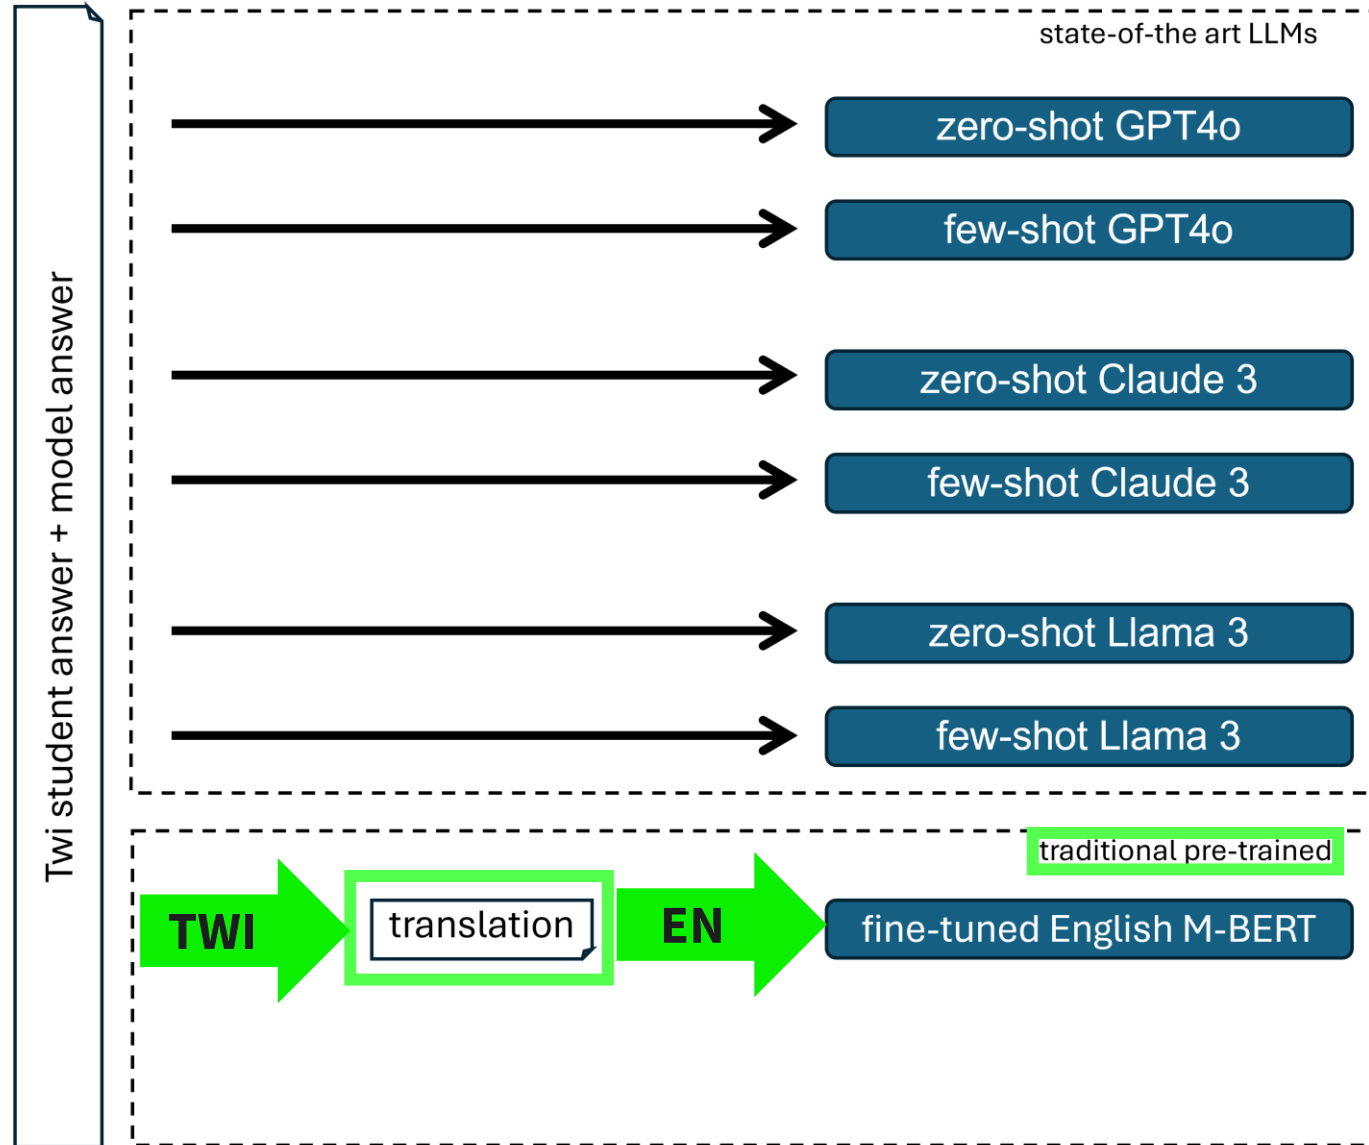 Twi student answer + model answer
state-of-the art LLMs
zero-shot GPT4o
few-shot GPT4o
zero-shot Claude 3
few-shot Claude 3
zero-shot Llama 3
few-shot Llama 3
traditional pre-trained
TWI
translation
EN
fine-tuned English M-BERT